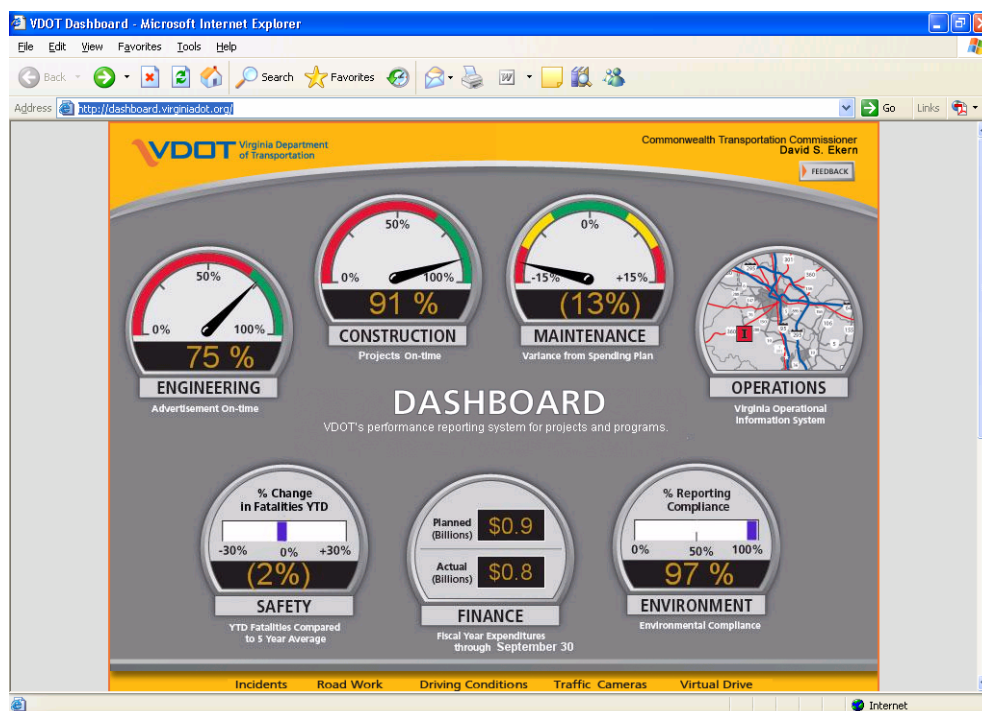 VDOT Dashboard - Microsoft Internet Explorer
File Edit View Favorites Tools Help
Back Search Favorites
Address http://dashboard.virginiadot.org/ Go Links
VDOT Virginia Department of Transportation
Commonwealth Transportation Commissioner
David S. Ekern
FEEDBACK
50%
0% 100%
75 %
ENGINEERING
Advertisement On-time
50%
0% 100%
91 %
CONSTRUCTION
Projects On-time
0%
-15% +15%
(13%)
MAINTENANCE
Variance from Spending Plan
OPERATIONS
Virginia Operational
Information System
DASHBOARD
VDOT's performance reporting system for projects and programs.
% Change
in Fatalities YTD
-30% 0% +30%
(2%)
SAFETY
YTD Fatalities Compared
to 5 Year Average
Planned
(Billions) $0.9
Actual
(Billions) $0.8
FINANCE
Fiscal Year Expenditures
through September 30
% Reporting
Compliance
0% 50% 100%
97 %
ENVIRONMENT
Environmental Compliance
Incidents Road Work Driving Conditions Traffic Cameras Virtual Drive
Internet